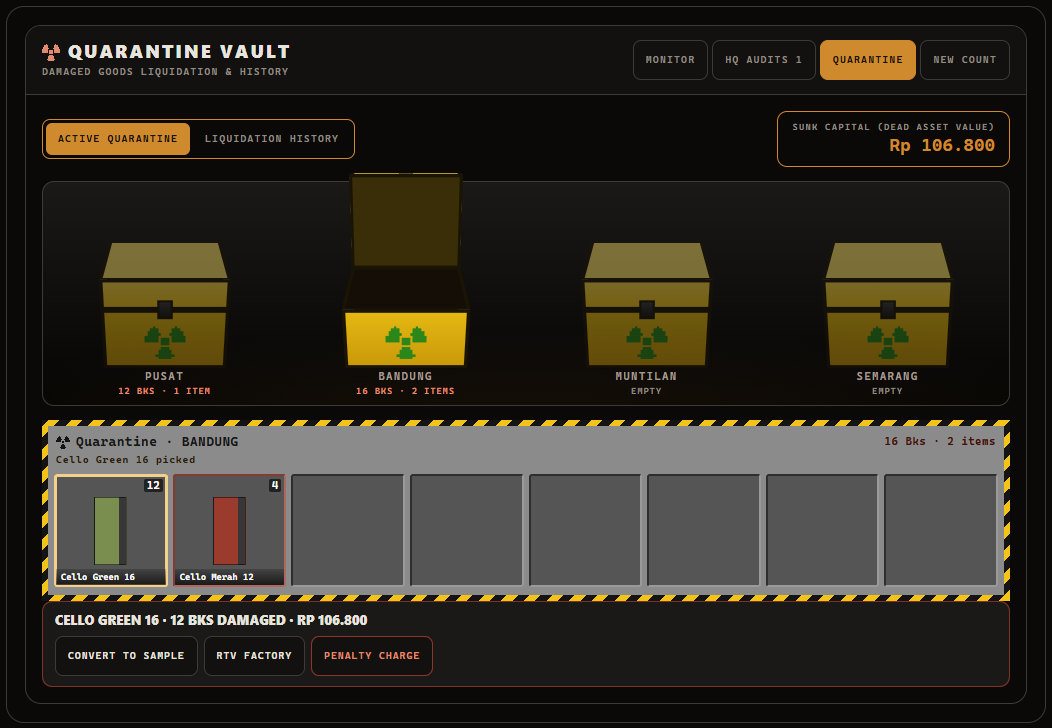 QUARANTINE VAULT
DAMAGED GOODS LIQUIDATION & HISTORY
MONITOR
HQ AUDITS 1
QUARANTINE
NEW COUNT
ACTIVE QUARANTINE
LIQUIDATION HISTORY
SUNK CAPITAL (DEAD ASSET VALUE)
Rp 106.800
PUSAT
12 BKS · 1 ITEM
BANDUNG
16 BKS · 2 ITEMS
MUNTILAN
EMPTY
SEMARANG
EMPTY
Quarantine · BANDUNG
16 Bks · 2 items
Cello Green 16 picked
12
Cello Green 16
4
Cello Merah 12
CELLO GREEN 16 · 12 BKS DAMAGED · RP 106.800
CONVERT TO SAMPLE
RTV FACTORY
PENALTY CHARGE